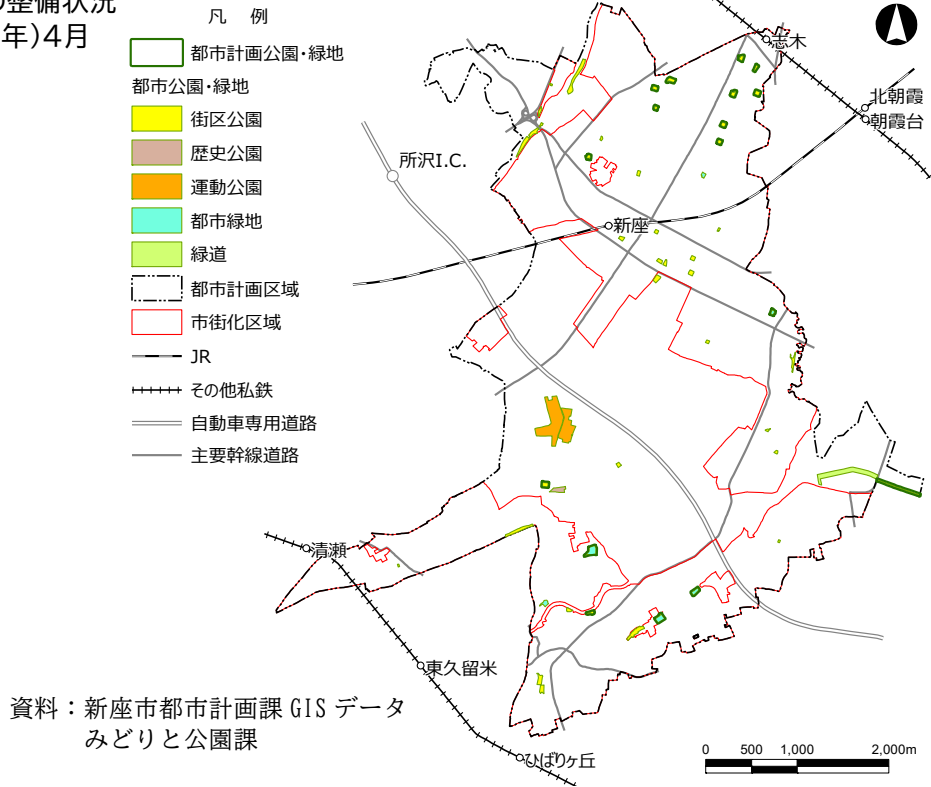 整備状況
年)4月
凡 例
都市計画公園・緑地
都市公園・緑地
街区公園
歴史公園
運動公園
都市緑地
緑道
都市計画区域
市街化区域
JR
その他私鉄
自動車専用道路
主要幹線道路
志木
北朝霞
朝霞台
所沢I.C.
新座
清瀬
東久留米
ひばりヶ丘
資料：新座市都市計画課 GIS データ
みどりと公園課
0 500 1,000 2,000m